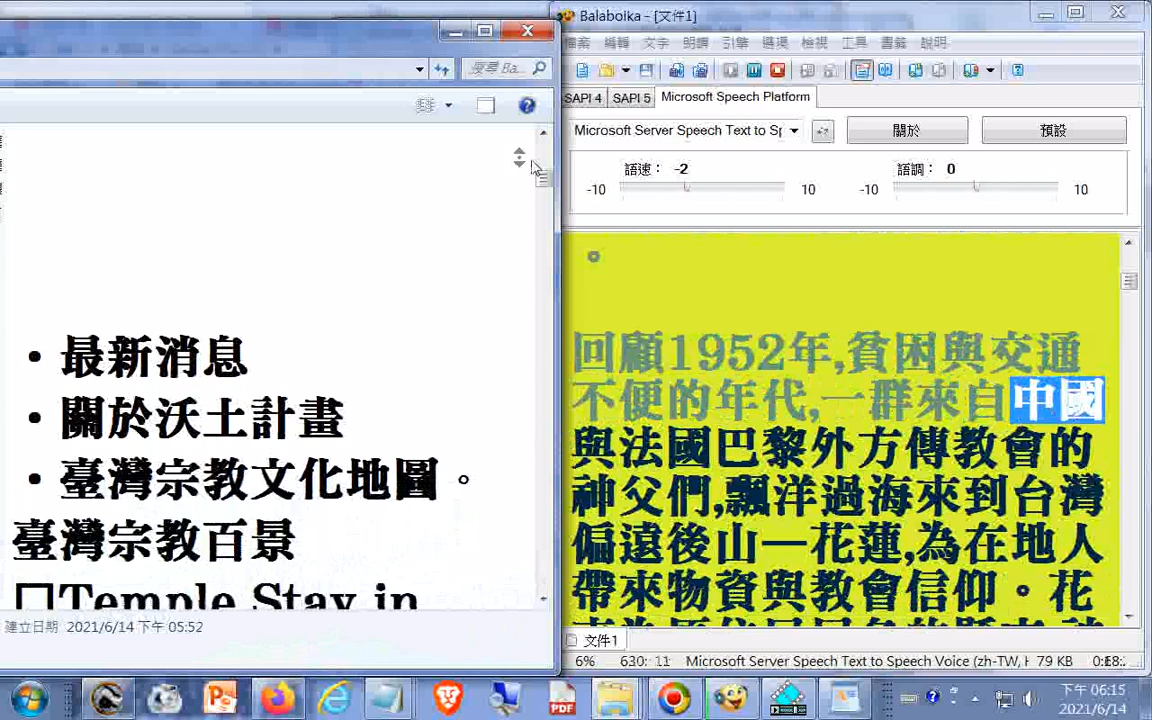 Balaboika - [文件1]
檔案 編輯 文字 朗讀 引擎 選項 檢視 工具 書籤 說明
搜尋 Ba...
SAPI 4 SAPI 5 Microsoft Speech Platform
Microsoft Server Speech Text to Sp 關於 預設
語速： -2 語調： 0
-10 10 -10 10
• 最新消息
• 關於沃土計畫
• 臺灣宗教文化地圖。
臺灣宗教百景
□Temple Stay in
建立日期 2021/6/14 下午 05:52
回顧1952年,貧困與交通
不便的年代,一群來自中國
與法國巴黎外方傳教會的
神父們,飄洋過海來到台灣
偏遠後山—花蓮,為在地人
帶來物資與教會信仰。花
文件1
6% 630: 11 Microsoft Server Speech Text to Speech Voice (zh-TW, H 79 KB
PDF
下午 06:15
2021/6/14